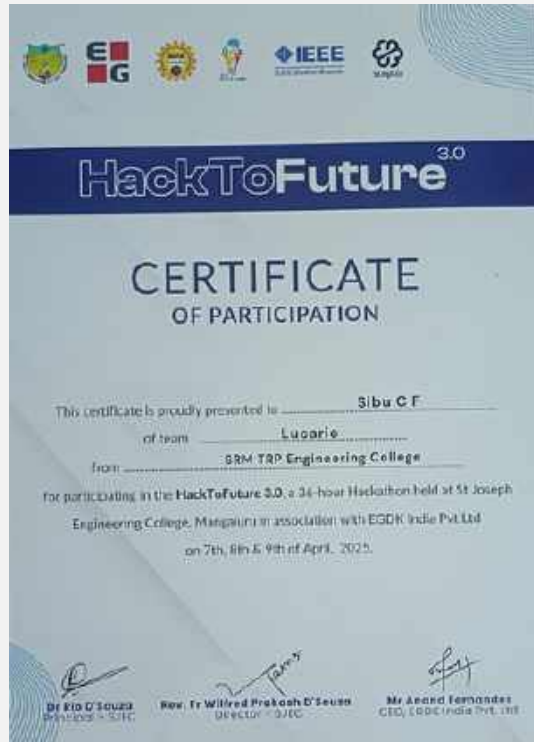 EG
IEEE
HackToFuture 3.0
CERTIFICATE
OF PARTICIPATION
This certificate is proudly presented to Sibu C F
of team Lucario
from SRM TRP Engineering College
for participating in the HackToFuture 3.0, a 36-hour Hackathon held at St Joseph
Engineering College, Mangaluru in association with EGDK India Pvt Ltd
on 7th, 8th & 9th of April, 2025.
Dr Rio D'Souza
Rev. Fr Wilfred Prakash D'Souza
Mr Anand Fernandes
Principal - SJEC
Director - SJEC
CEO, EGDK India Pvt. Ltd